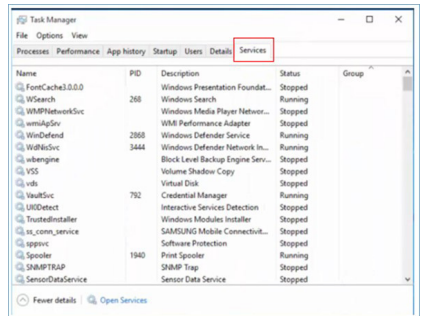 Task Manager
File Options View
Processes Performance App history Startup Users Details Services
Name PID Description Status Group
FontCache3.0.0.0 Windows Presentation Foundat... Stopped
WSearch 268 Windows Search Running
WMPNetworkSvc Windows Media Player Networ... Stopped
wmiApSrv WMI Performance Adapter Stopped
WinDefend 2868 Windows Defender Service Running
WdNisSvc 3444 Windows Defender Network In... Running
wbengine Block Level Backup Engine Serv... Stopped
VSS Volume Shadow Copy Stopped
vds Virtual Disk Stopped
VaultSvc 792 Credential Manager Running
UI0Detect Interactive Services Detection Stopped
TrustedInstaller Windows Modules Installer Stopped
ss_conn_service SAMSUNG Mobile Connectivit... Stopped
sppsvc Software Protection Stopped
Spooler 1940 Print Spooler Running
SNMPTRAP SNMP Trap Stopped
SensorDataService Sensor Data Service Stopped
Fewer details Open Services